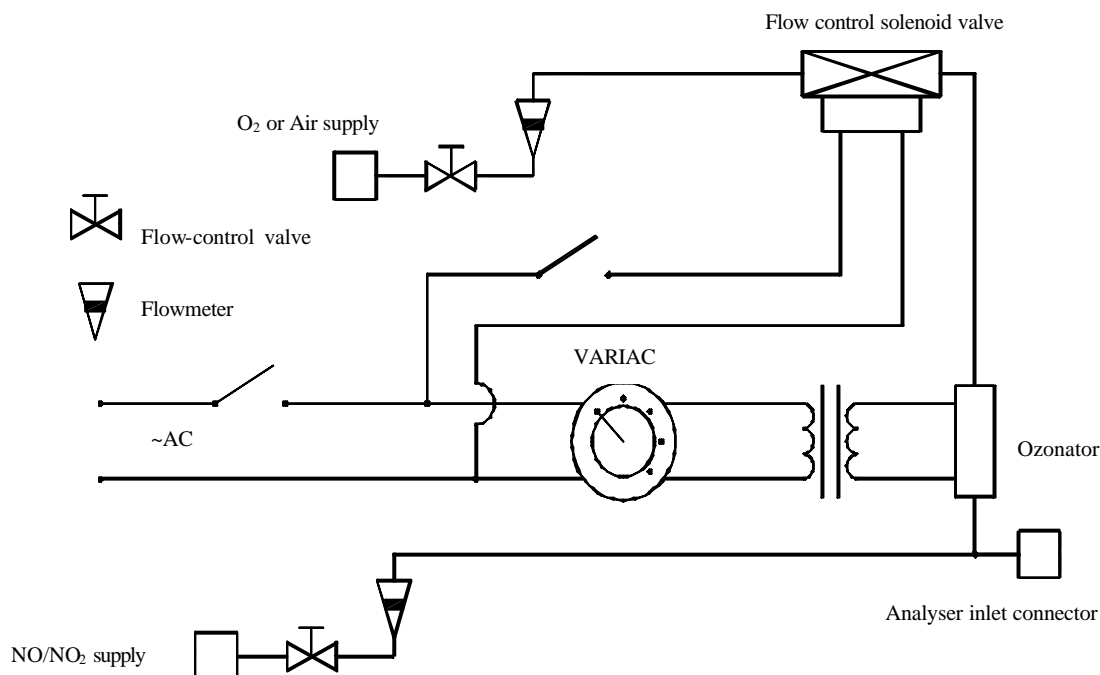 Flow control solenoid valve
O₂ or Air supply
Flow-control valve
Flowmeter
VARIAC
~AC
Ozonator
Analyser inlet connector
NO/NO₂ supply